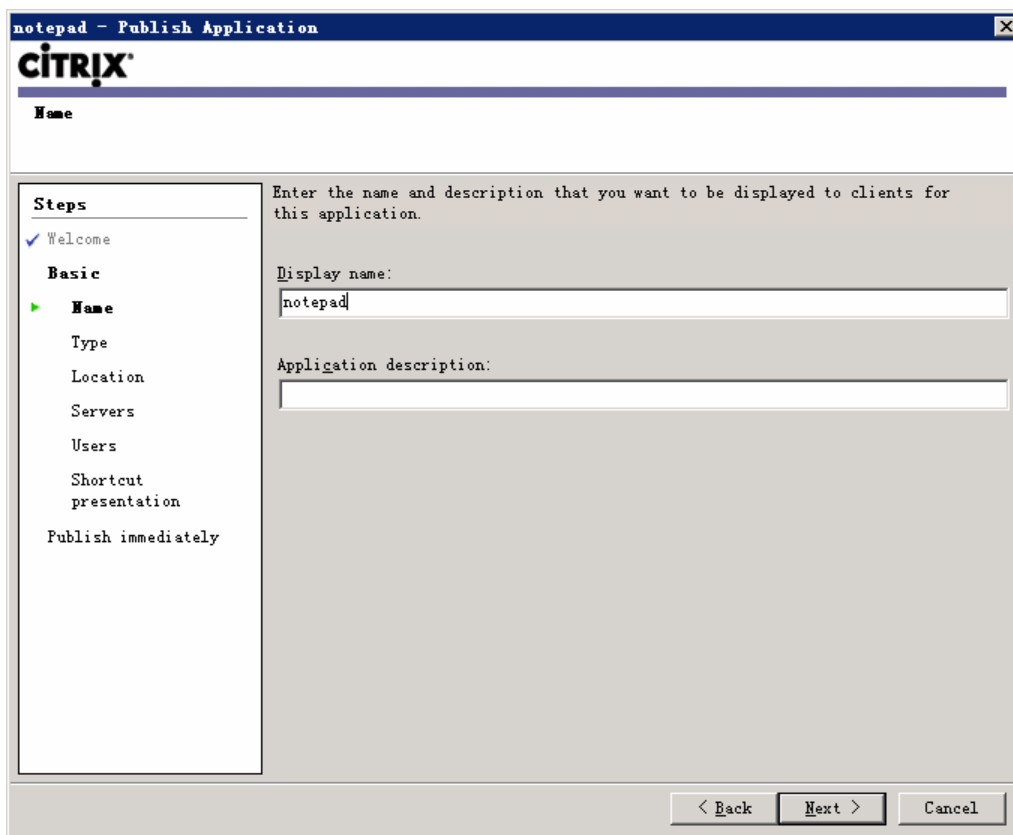 notepad - Publish Application
CİTRIX
Name
Steps
Welcome
Basic
Name
Type
Location
Servers
Users
Shortcut
presentation
Publish immediately
Enter the name and description that you want to be displayed to clients for
this application.
Display name:
notepad
Application description:
< Back
Next >
Cancel